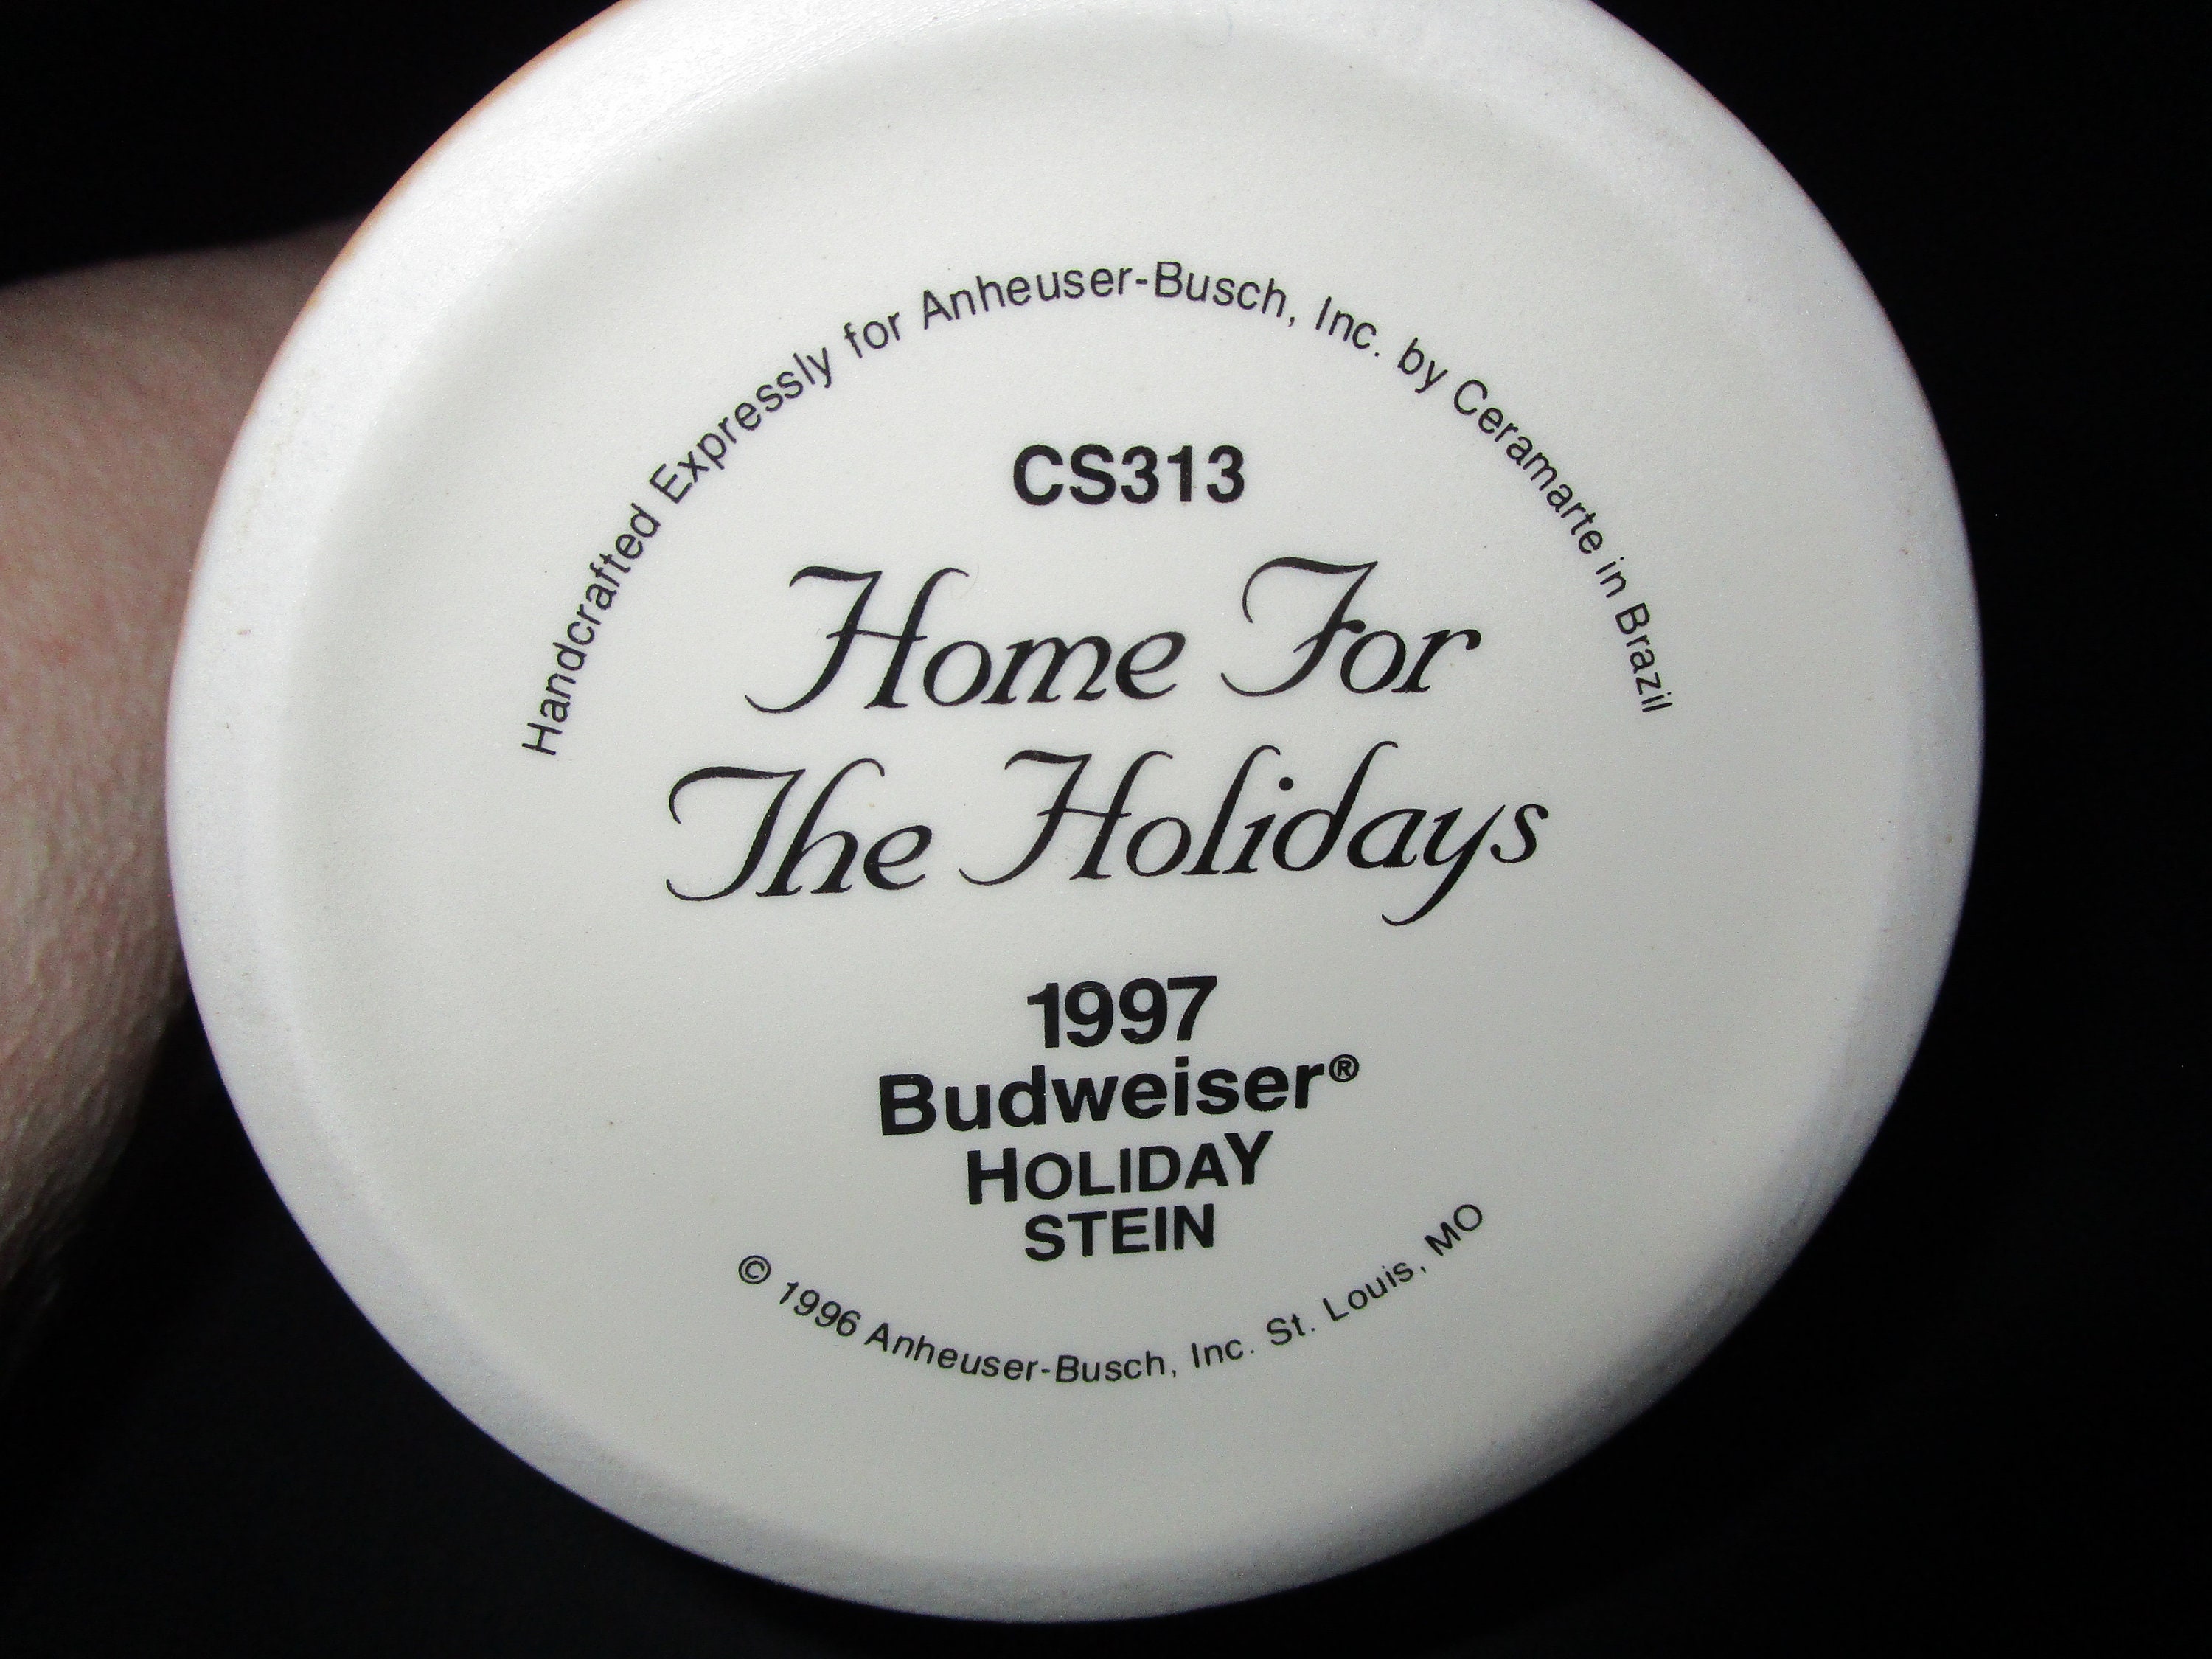 Handcrafted Expressly for Anheuser-Busch, Inc. by Ceramarte in Brazil
CS313
Home For
The Holidays
1997
Budweiser®
HOLIDAY
STEIN
© 1996 Anheuser-Busch, Inc. St. Louis, MO